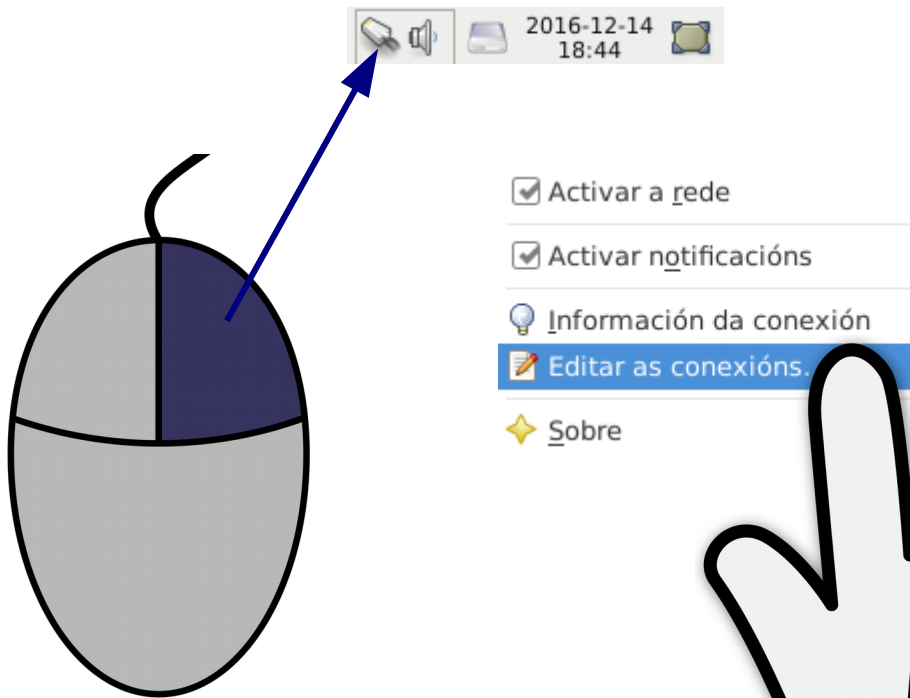 2016-12-14
18:44
Activar a rede
Activar notificacións
Información da conexión
Editar as conexións.
Sobre